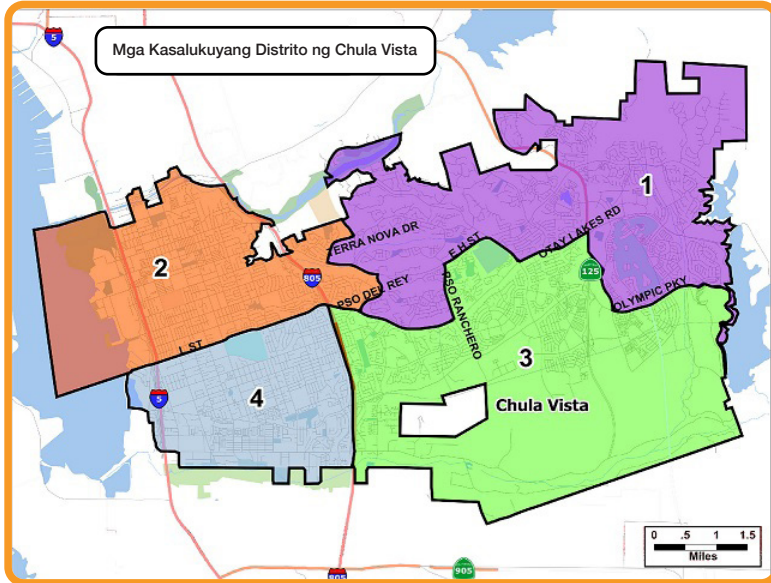 5
Mga Kasalukuyang Distrito ng Chula Vista
1
ERRA NOVA DR
E H ST
OTAY LAKES RD
2
805
125
PSO DEL REY
PSO RANCHERO
OLYMPIC PKY
L ST
3
5
4
Chula Vista
0 .5 1 1.5
Miles
805
905